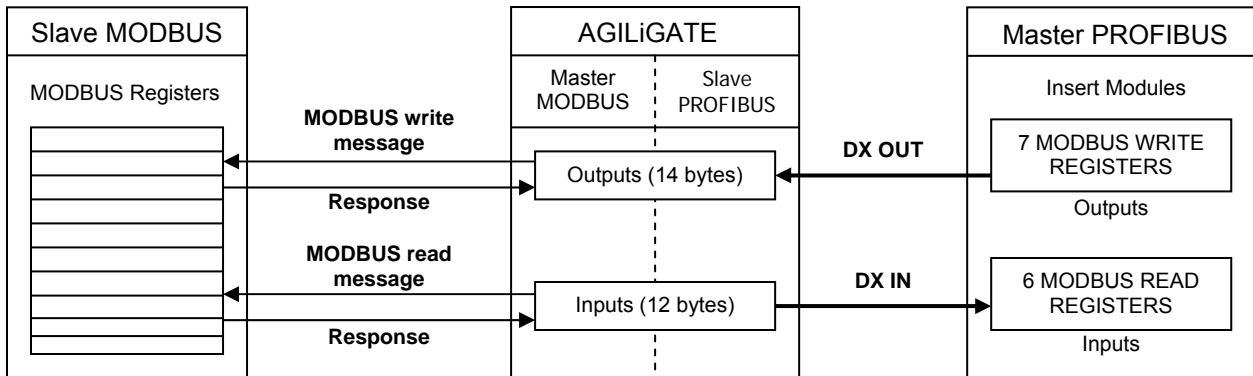 Slave MODBUS
MODBUS Registers
MODBUS write
message
Response
MODBUS read
message
Response
AGILiGATE
Master
MODBUS
Slave
PROFIBUS
Outputs (14 bytes)
Inputs (12 bytes)
DX OUT
DX IN
Master PROFIBUS
Insert Modules
7 MODBUS WRITE
REGISTERS
Outputs
6 MODBUS READ
REGISTERS
Inputs